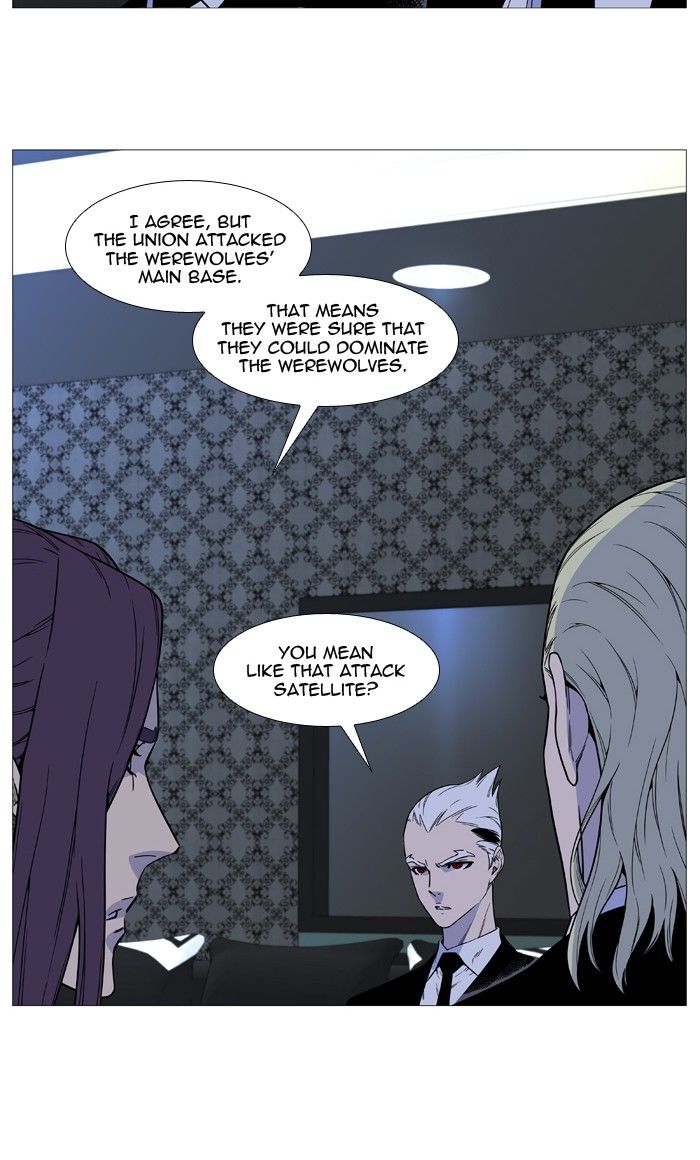 I AGREE, BUT
THE UNION ATTACKED
THE WEREWOLVES'
MAIN BASE.
THAT MEANS
THEY WERE SURE THAT
THEY COULD DOMINATE
THE WEREWOLVES.
YOU MEAN
LIKE THAT ATTACK
SATELLITE?